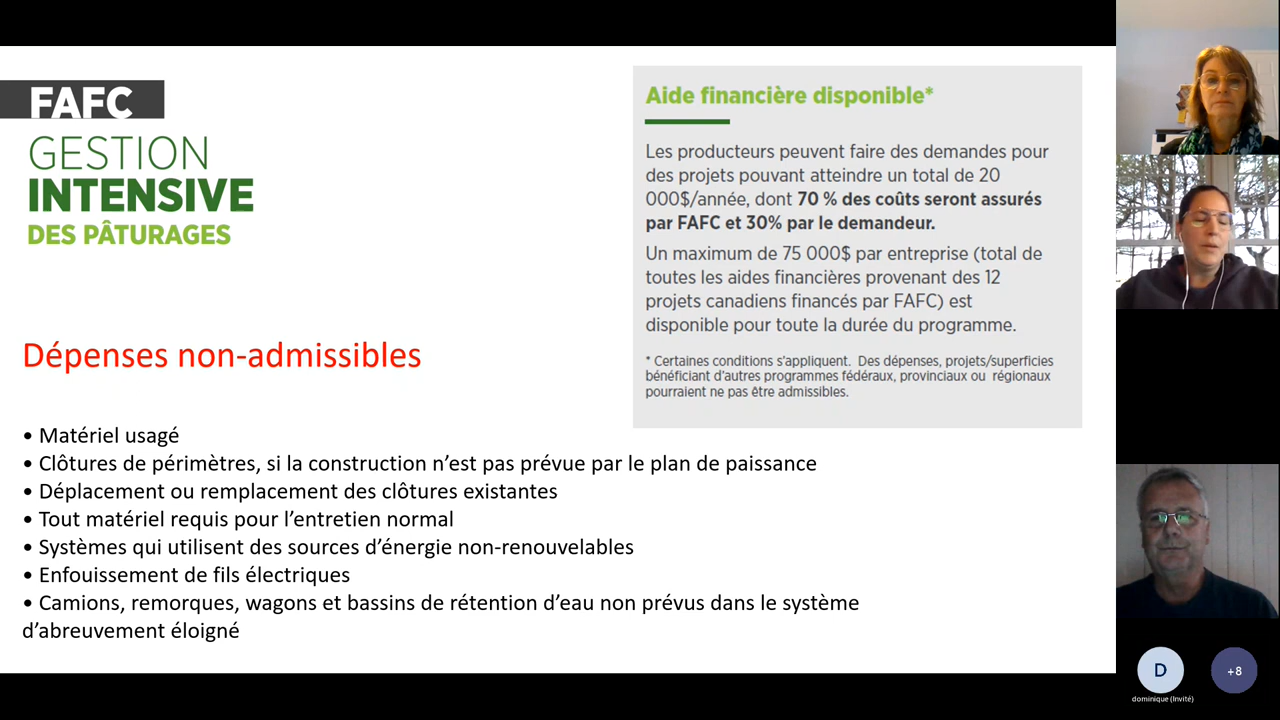 FAFC
GESTION
INTENSIVE
DES PÂTURAGES
Aide financière disponible*
Les producteurs peuvent faire des demandes pour
des projets pouvant atteindre un total de 20
000$/année, dont 70 % des coûts seront assurés
par FAFC et 30% par le demandeur.
Un maximum de 75 000$ par entreprise (total de
toutes les aides financières provenant des 12
projets canadiens financés par FAFC) est
disponible pour toute la durée du programme.
* Certaines conditions s'appliquent. Des dépenses, projets/superficies
bénéficiant d'autres programmes fédéraux, provinciaux ou régionaux
pourraient ne pas être admissibles.
Dépenses non-admissibles
• Matériel usagé
• Clôtures de périmètres, si la construction n'est pas prévue par le plan de paissance
• Déplacement ou remplacement des clôtures existantes
• Tout matériel requis pour l'entretien normal
• Systèmes qui utilisent des sources d'énergie non-renouvelables
• Enfouissement de fils électriques
• Camions, remorques, wagons et bassins de rétention d'eau non prévus dans le système
d'abreuvement éloigné
D
+8
dominique (Invité)